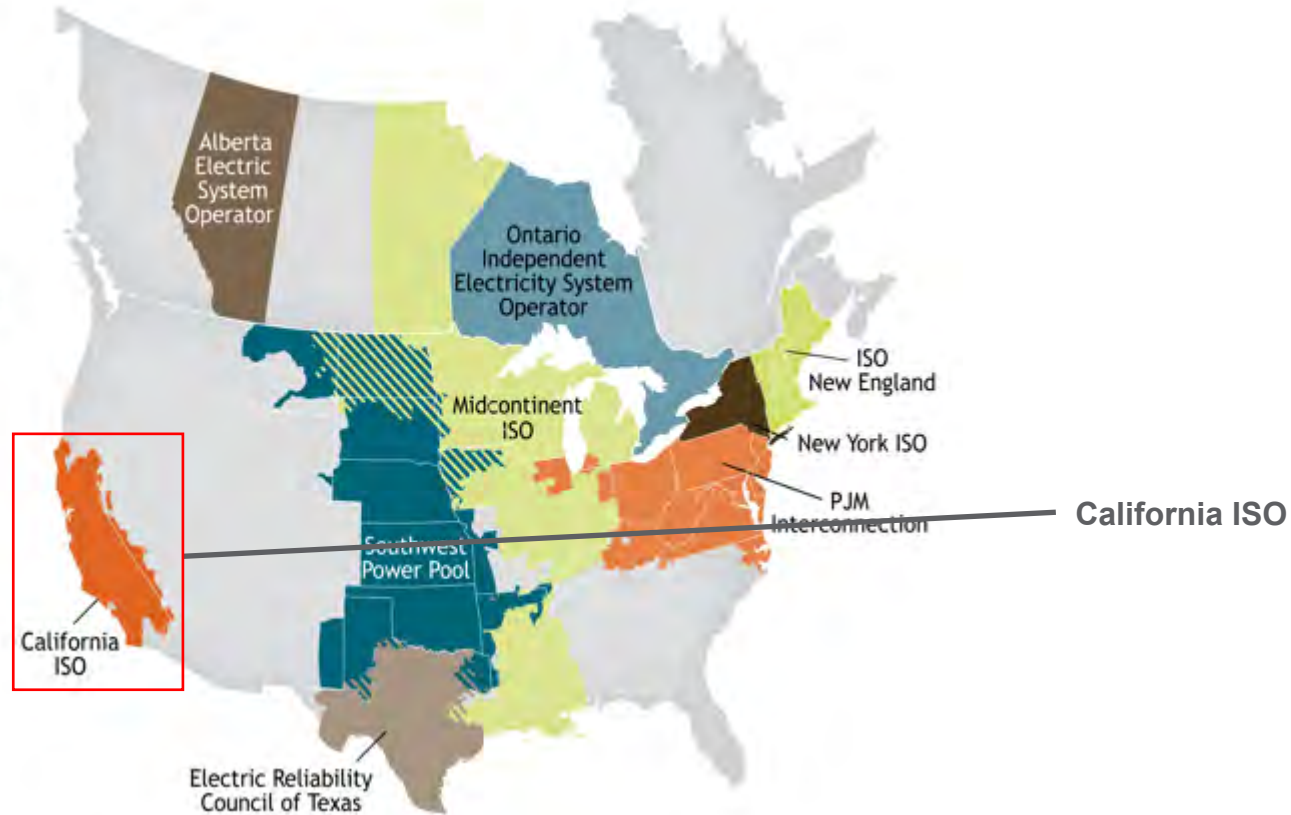 Alberta
Electric
System
Operator
Ontario
Independent
Electricity System
Operator
ISO
New England
Midcontinent
ISO
New York ISO
PJM
Interconnection
California ISO
Southwest
Power Pool
California
ISO
Electric Reliability
Council of Texas